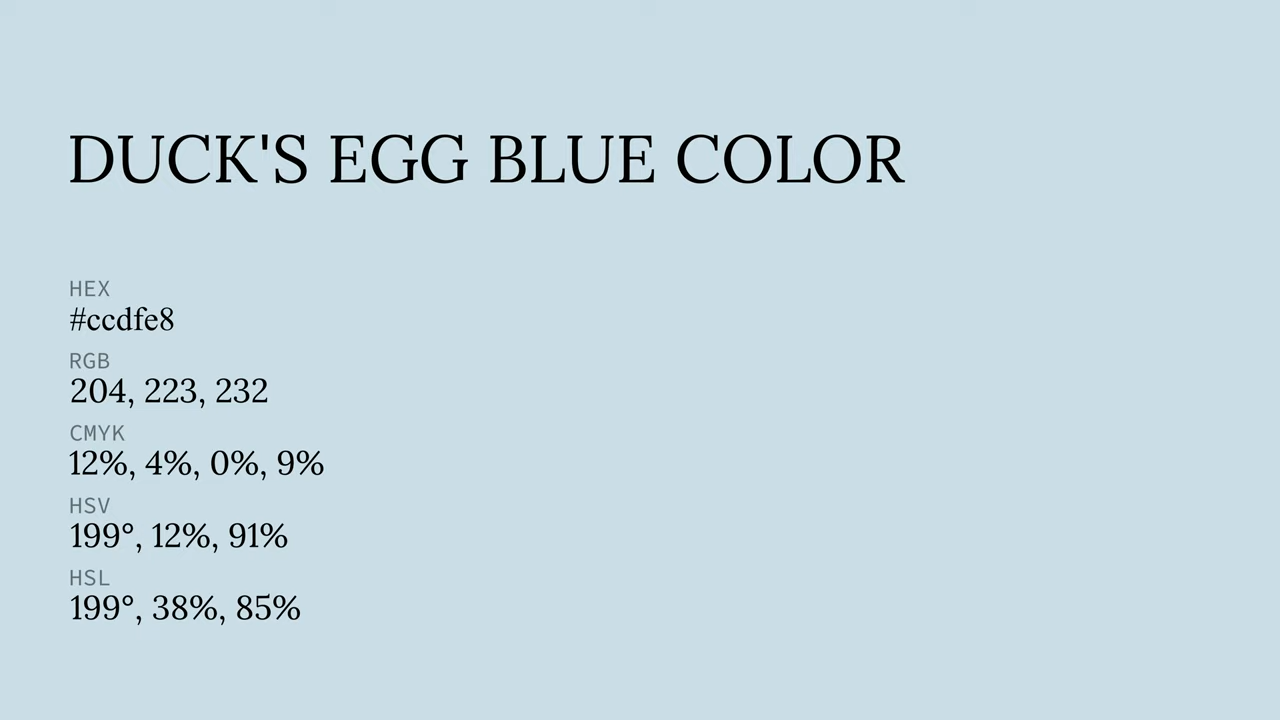 DUCK'S EGG BLUE COLOR
HEX
#ccdfe8
RGB
204, 223, 232
CMYK
12%, 4%, 0%, 9%
HSV
199°, 12%, 91%
HSL
199°, 38%, 85%